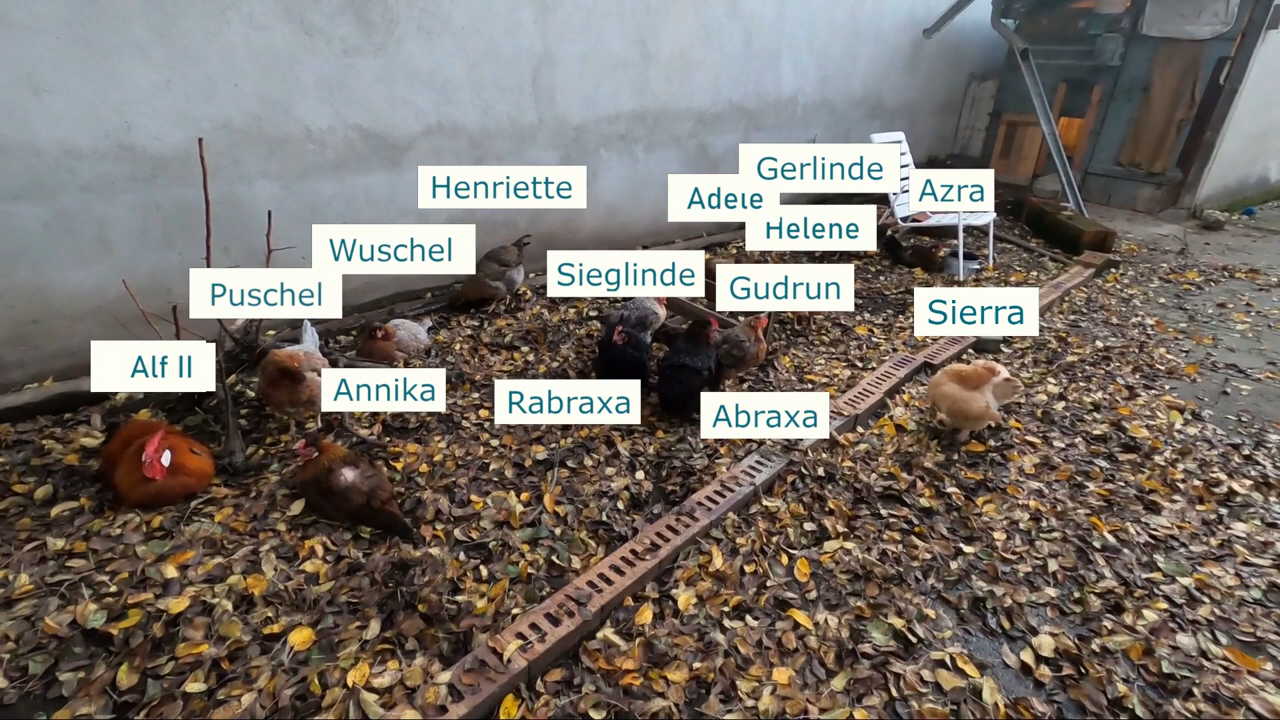 Gerlinde
Henriette
Adele
Azra
Helene
Wuschel
Sieglinde
Gudrun
Puschel
Sierra
Alf II
Annika
Rabraxa
Abraxa